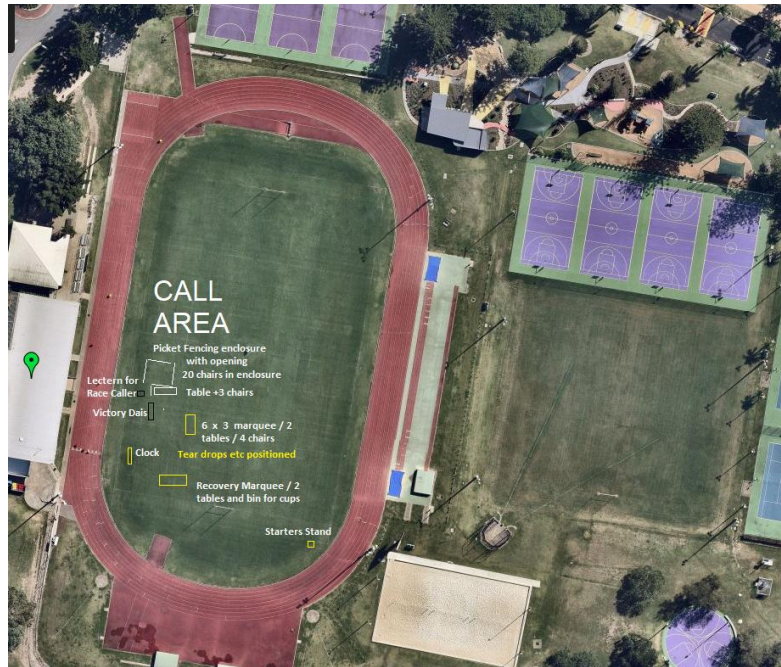 CALL
AREA
Picket Fencing enclosure
with opening
20 chairs in enclosure
Lectern for
Race Caller
Table +3 chairs
Victory Dais
6 x 3 marquee / 2
tables / 4 chairs
Clock
Tear drops etc positioned
Recovery Marquee / 2
tables and bin for cups
Starters Stand